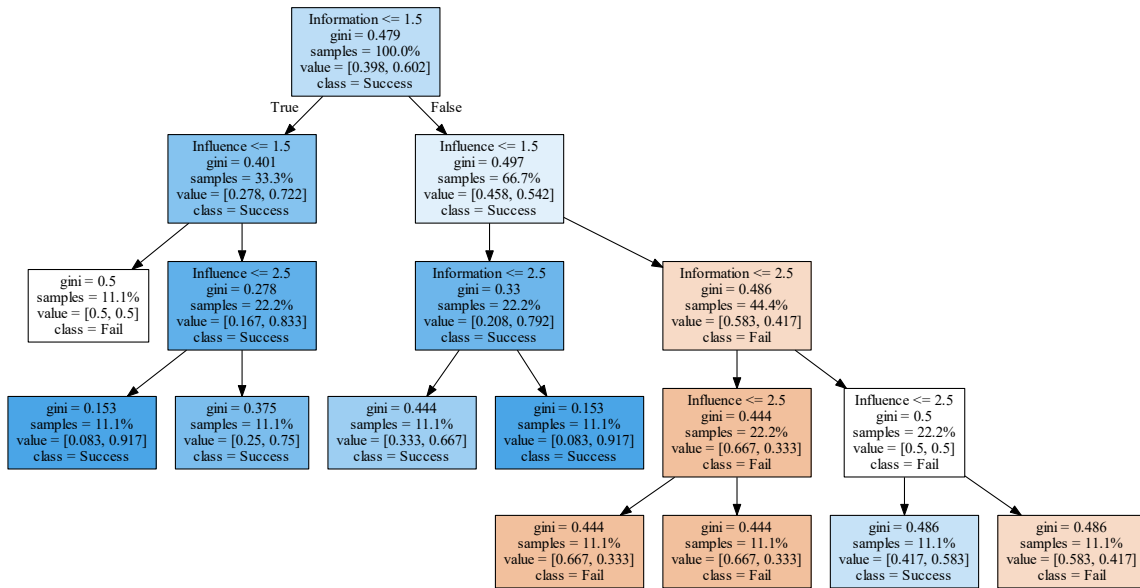 Information <= 1.5
gini = 0.479
samples = 100.0%
value = [0.398, 0.602]
class = Success
True
False
Influence <= 1.5
gini = 0.401
samples = 33.3%
value = [0.278, 0.722]
class = Success
Influence <= 1.5
gini = 0.497
samples = 66.7%
value = [0.458, 0.542]
class = Success
gini = 0.5
samples = 11.1%
value = [0.5, 0.5]
class = Fail
Influence <= 2.5
gini = 0.278
samples = 22.2%
value = [0.167, 0.833]
class = Success
Information <= 2.5
gini = 0.33
samples = 22.2%
value = [0.208, 0.792]
class = Success
Information <= 2.5
gini = 0.486
samples = 44.4%
value = [0.583, 0.417]
class = Fail
gini = 0.153
samples = 11.1%
value = [0.083, 0.917]
class = Success
gini = 0.375
samples = 11.1%
value = [0.25, 0.75]
class = Success
gini = 0.444
samples = 11.1%
value = [0.333, 0.667]
class = Success
gini = 0.153
samples = 11.1%
value = [0.083, 0.917]
class = Success
Influence <= 2.5
gini = 0.444
samples = 22.2%
value = [0.667, 0.333]
class = Fail
Influence <= 2.5
gini = 0.5
samples = 22.2%
value = [0.5, 0.5]
class = Fail
gini = 0.444
samples = 11.1%
value = [0.667, 0.333]
class = Fail
gini = 0.444
samples = 11.1%
value = [0.667, 0.333]
class = Fail
gini = 0.486
samples = 11.1%
value = [0.417, 0.583]
class = Success
gini = 0.486
samples = 11.1%
value = [0.583, 0.417]
class = Fail